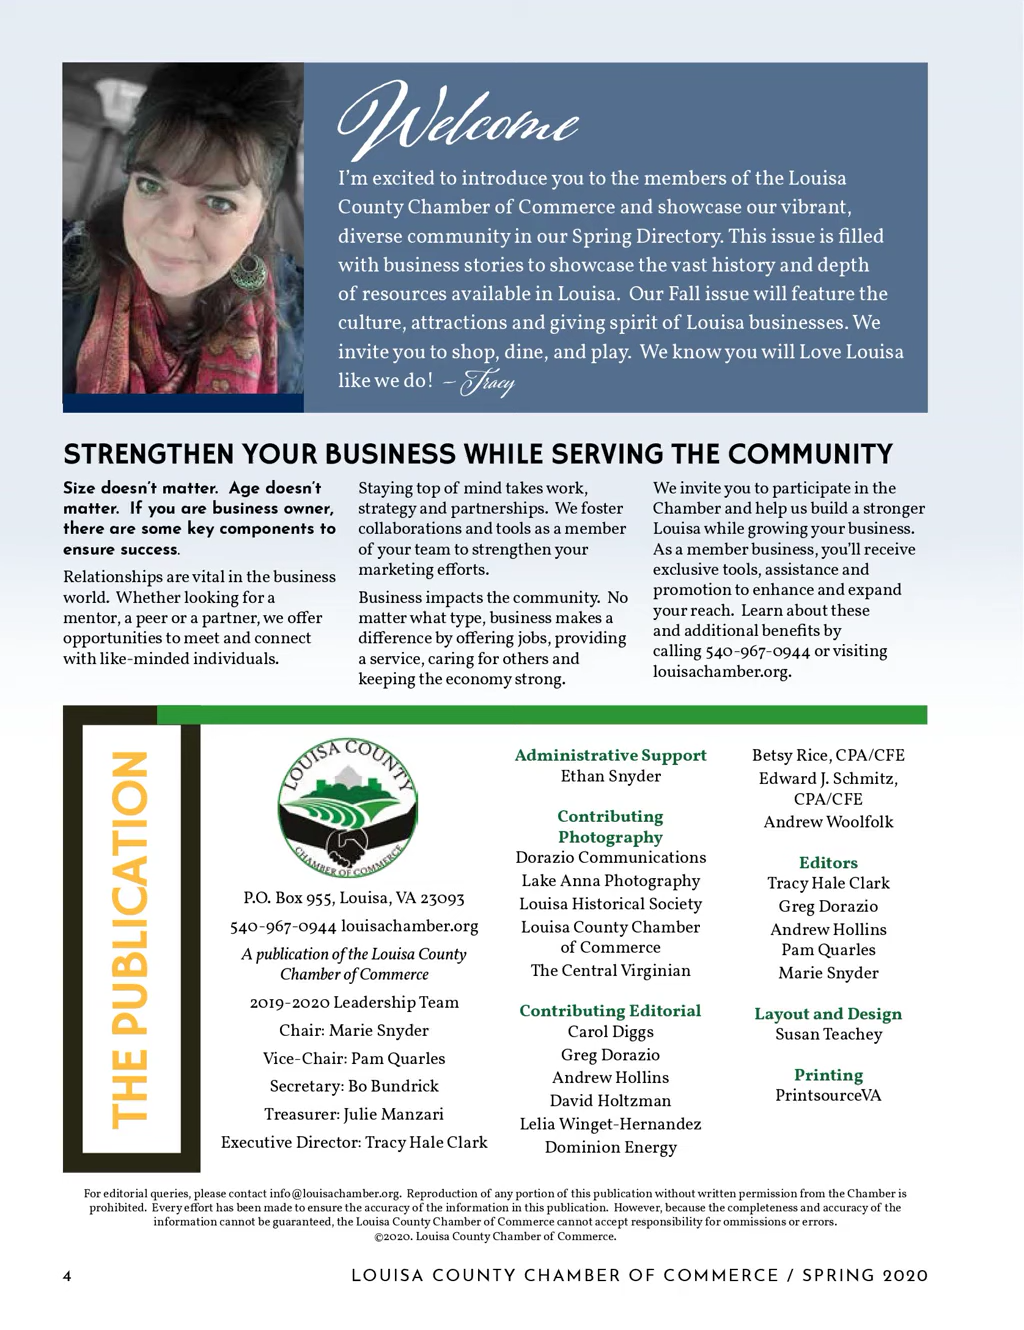 Welcome
I'm excited to introduce you to the members of the Louisa
County Chamber of Commerce and showcase our vibrant,
diverse community in our Spring Directory. This issue is filled
with business stories to showcase the vast history and depth
of resources available in Louisa.  Our Fall issue will feature the
culture, attractions and giving spirit of Louisa businesses. We
invite you to shop, dine, and play.  We know you will Love Louisa
like we do!  – Tracy
STRENGTHEN YOUR BUSINESS WHILE SERVING THE COMMUNITY
Size doesn't matter.  Age doesn't
matter.  If you are business owner,
there are some key components to
ensure success.
Relationships are vital in the business
world.  Whether looking for a
mentor, a peer or a partner, we offer
opportunities to meet and connect
with like-minded individuals.
Staying top of mind takes work,
strategy and partnerships.  We foster
collaborations and tools as a member
of your team to strengthen your
marketing efforts.
Business impacts the community.  No
matter what type, business makes a
difference by offering jobs, providing
a service, caring for others and
keeping the economy strong.
We invite you to participate in the
Chamber and help us build a stronger
Louisa while growing your business.
As a member business, you'll receive
exclusive tools, assistance and
promotion to enhance and expand
your reach.  Learn about these
and additional benefits by
calling 540-967-0944 or visiting
louisachamber.org.
THE PUBLICATION
LOUISA COUNTY
CHAMBER OF COMMERCE
P.O. Box 955, Louisa, VA 23093
540-967-0944 louisachamber.org
A publication of the Louisa County
Chamber of Commerce
2019-2020 Leadership Team
Chair: Marie Snyder
Vice-Chair: Pam Quarles
Secretary: Bo Bundrick
Treasurer: Julie Manzari
Executive Director: Tracy Hale Clark
Administrative Support
Ethan Snyder
Contributing
Photography
Dorazio Communications
Lake Anna Photography
Louisa Historical Society
Louisa County Chamber
of Commerce
The Central Virginian
Contributing Editorial
Carol Diggs
Greg Dorazio
Andrew Hollins
David Holtzman
Lelia Winget-Hernandez
Dominion Energy
Betsy Rice, CPA/CFE
Edward J. Schmitz,
CPA/CFE
Andrew Woolfolk
Editors
Tracy Hale Clark
Greg Dorazio
Andrew Hollins
Pam Quarles
Marie Snyder
Layout and Design
Susan Teachey
Printing
PrintsourceVA
For editorial queries, please contact info@louisachamber.org.  Reproduction of any portion of this publication without written permission from the Chamber is
prohibited.  Every effort has been made to ensure the accuracy of the information in this publication.  However, because the completeness and accuracy of the
information cannot be guaranteed, the Louisa County Chamber of Commerce cannot accept responsibility for ommissions or errors.
©2020. Louisa County Chamber of Commerce.
4
LOUISA COUNTY CHAMBER OF COMMERCE / SPRING 2020